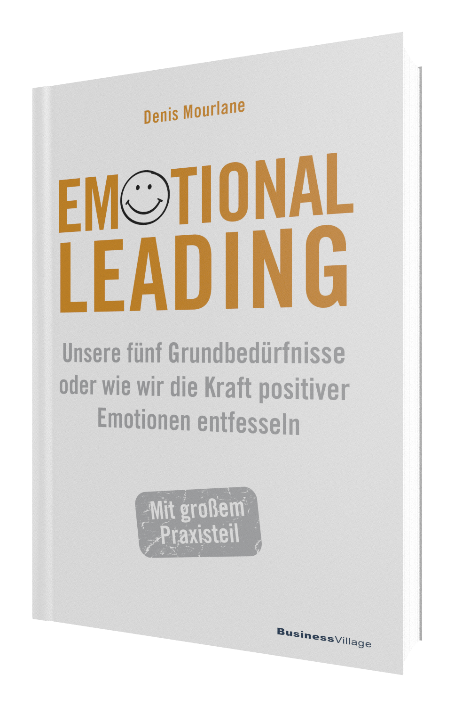 Denis Mourlane
EMOTIONAL
LEADING
Unsere fünf Grundbedürfnisse
oder wie wir die Kraft positiver
Emotionen entfesseln
Mit großem
Praxisteil
BusinessVillage